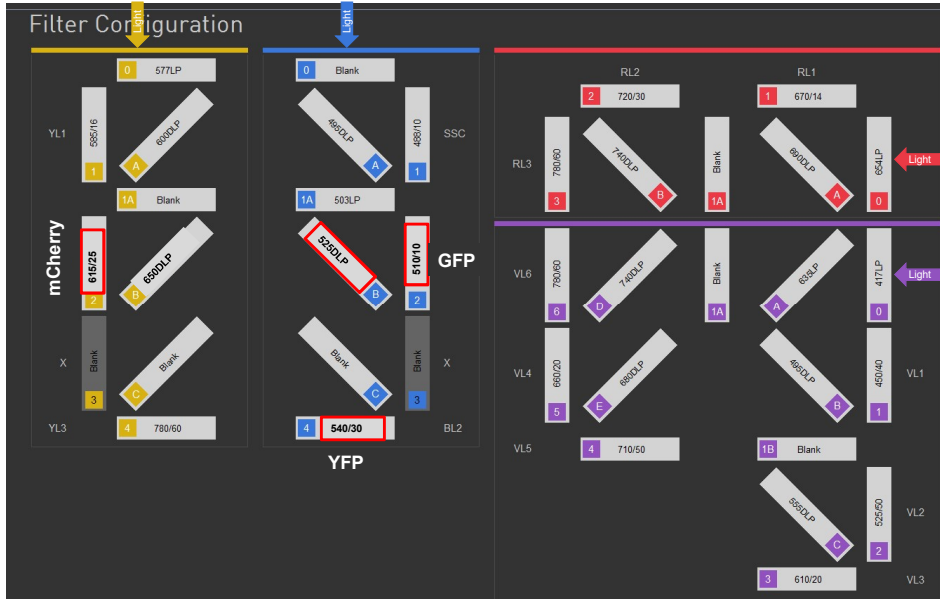 Filter Configuration
Light
0 577LP
YL1
585/16
1
600DLP
A
1A Blank
mCherry
615/25
2
650DLP
B
X
Blank
3
Blank
C
YL3
4 780/60
Light
0 Blank
495DLP
A
488/10
1
SSC
1A 503LP
525DLP
B
510/10
2
GFP
Blank
C
Blank
3
X
4 540/30
BL2
YFP
RL2
2 720/30
RL1
1 670/14
RL3
780/60
3
740DLP
B
Blank
1A
690DLP
A
654LP
0
Light
VL6
780/60
6
740DLP
D
Blank
1A
635LP
A
417LP
0
Light
VL4
660/20
5
680DLP
E
495DLP
B
450/40
1
VL1
VL5
4 710/50
1B Blank
555DLP
C
525/50
2
VL2
3 610/20
VL3